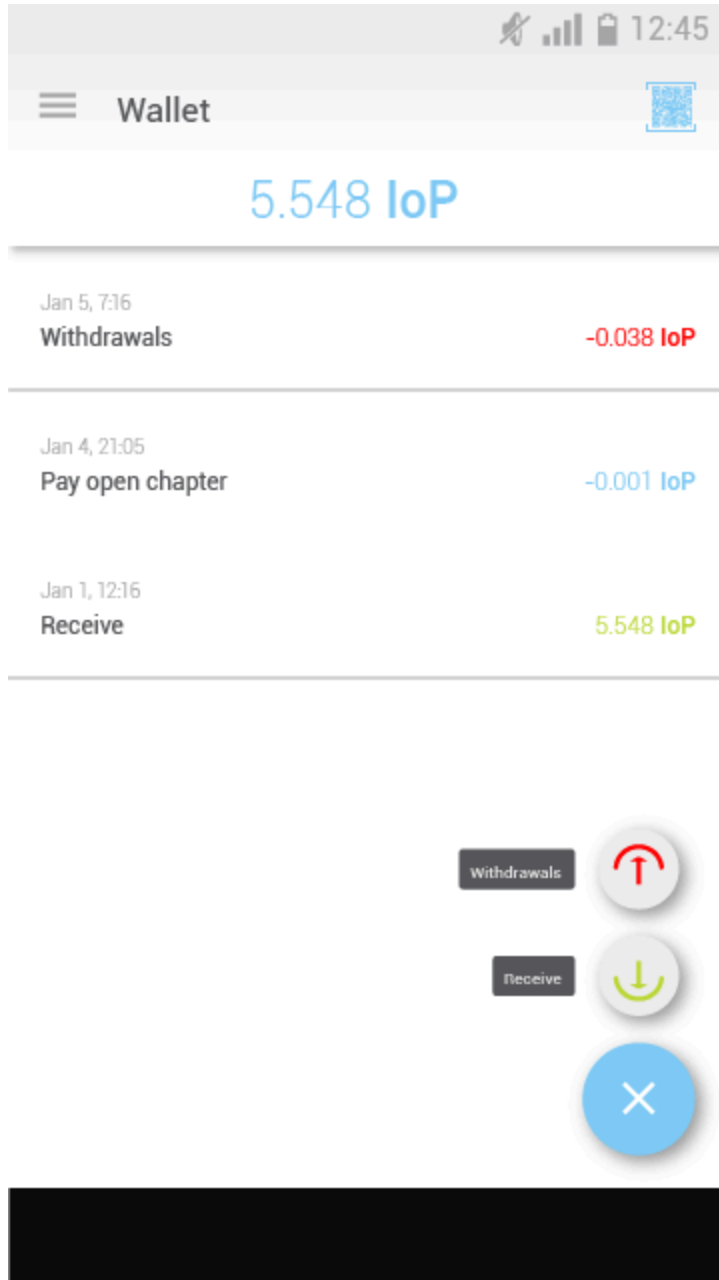 12:45
Wallet
5.548 IoP
Jan 5, 7:16
Withdrawals -0.038 IoP
Jan 4, 21:05
Pay open chapter -0.001 IoP
Jan 1, 12:16
Receive 5.548 IoP
Withdrawals
Receive